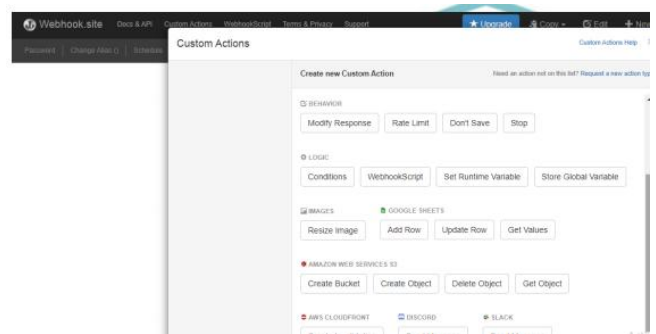 Webhook.site Docs & API Custom Actions WebhookScript Terms & Privacy Support Upgrade Copy Edit + New
Password Change Alias () Schedule
Custom Actions
Custom Actions Help
Create new Custom Action
Need an action not on this list? Request a new action typ
BEHAVIOR
Modify Response Rate Limit Don't Save Stop
LOGIC
Conditions WebhookScript Set Runtime Variable Store Global Variable
IMAGES GOOGLE SHEETS
Resize Image Add Row Update Row Get Values
AMAZON WEB SERVICES S3
Create Bucket Create Object Delete Object Get Object
AWS CLOUDFRONT DISCORD SLACK